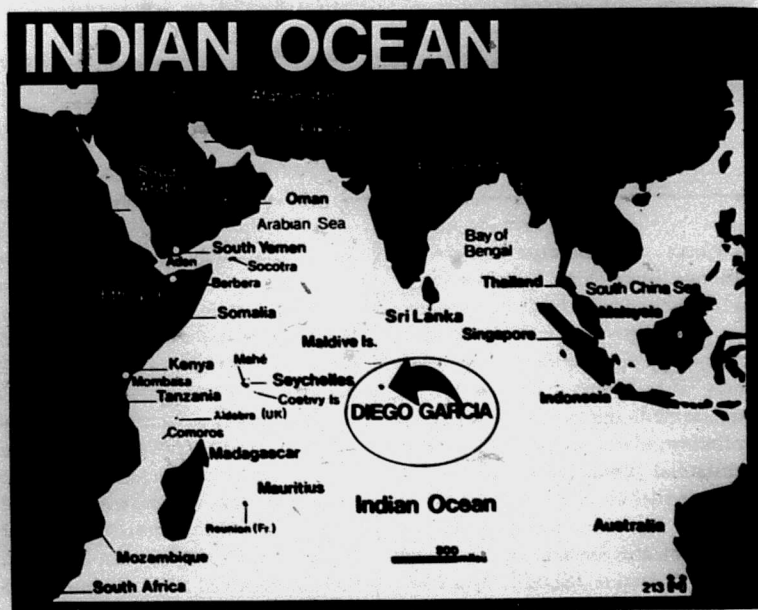 INDIAN OCEAN
Oman
Arabian Sea
Bay of
Bengal
South Yemen
Aden
Socotra
Berbera
Thailand
South China Sea
Malaysia
Somalia
Sri Lanka
Singapore
Maldive Is.
Kenya
Mahé
Mombasa
Seychelles
Tanzania
Coetivy Is
Indonesia
Aldabra (UK)
DIEGO GARCIA
Comoros
Madagascar
Mauritius
Indian Ocean
Reunion (Fr.)
Australia
Mozambique
South Africa